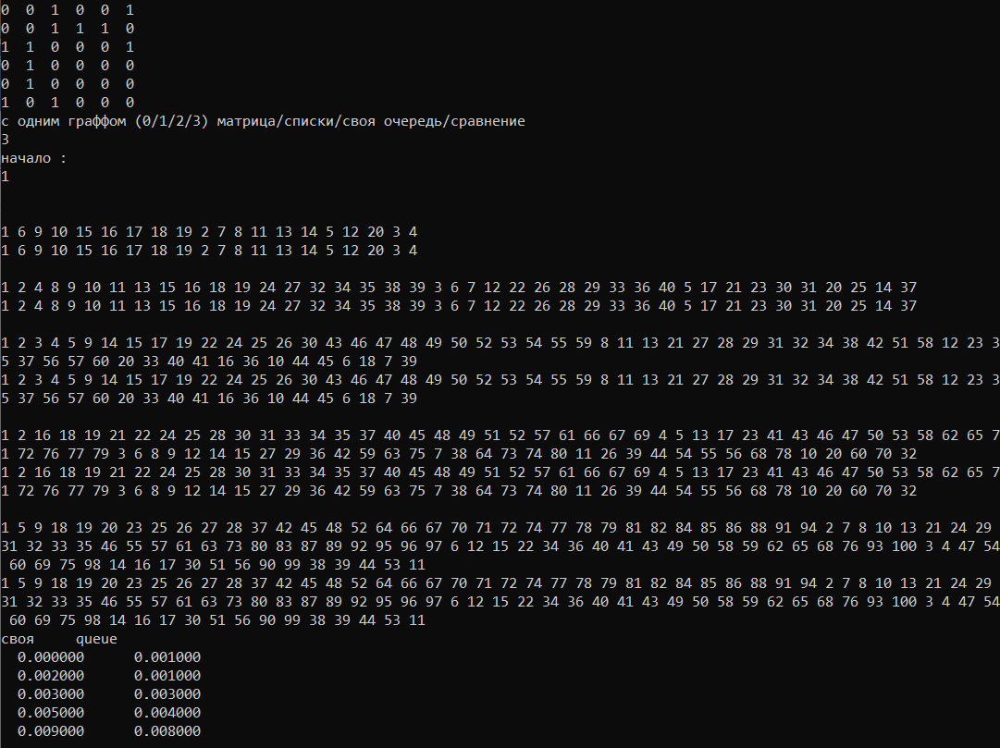 0 0 1 0 0 1
0 0 1 1 1 0
1 1 0 0 0 1
0 1 0 0 0 0
0 1 0 0 0 0
1 0 1 0 0 0
с одним граффом (0/1/2/3) матрица/списки/своя очередь/сравнение
3
начало :
1
1 6 9 10 15 16 17 18 19 2 7 8 11 13 14 5 12 20 3 4
1 6 9 10 15 16 17 18 19 2 7 8 11 13 14 5 12 20 3 4
1 2 4 8 9 10 11 13 15 16 18 19 24 27 32 34 35 38 39 3 6 7 12 22 26 28 29 33 36 40 5 17 21 23 30 31 20 25 14 37
1 2 4 8 9 10 11 13 15 16 18 19 24 27 32 34 35 38 39 3 6 7 12 22 26 28 29 33 36 40 5 17 21 23 30 31 20 25 14 37
1 2 3 4 5 9 14 15 17 19 22 24 25 26 30 43 46 47 48 49 50 52 53 54 55 59 8 11 13 21 27 28 29 31 32 34 38 42 51 58 12 23 3
5 37 56 57 60 20 33 40 41 16 36 10 44 45 6 18 7 39
1 2 3 4 5 9 14 15 17 19 22 24 25 26 30 43 46 47 48 49 50 52 53 54 55 59 8 11 13 21 27 28 29 31 32 34 38 42 51 58 12 23 3
5 37 56 57 60 20 33 40 41 16 36 10 44 45 6 18 7 39
1 2 16 18 19 21 22 24 25 28 30 31 33 34 35 37 40 45 48 49 51 52 57 61 66 67 69 4 5 13 17 23 41 43 46 47 50 53 58 62 65 7
1 72 76 77 79 3 6 8 9 12 14 15 27 29 36 42 59 63 75 7 38 64 73 74 80 11 26 39 44 54 55 56 68 78 10 20 60 70 32
1 2 16 18 19 21 22 24 25 28 30 31 33 34 35 37 40 45 48 49 51 52 57 61 66 67 69 4 5 13 17 23 41 43 46 47 50 53 58 62 65 7
1 72 76 77 79 3 6 8 9 12 14 15 27 29 36 42 59 63 75 7 38 64 73 74 80 11 26 39 44 54 55 56 68 78 10 20 60 70 32
1 5 9 18 19 20 23 25 26 27 28 37 42 45 48 52 64 66 67 70 71 72 74 77 78 79 81 82 84 85 86 88 91 94 2 7 8 10 13 21 24 29
31 32 33 35 46 55 57 61 63 73 80 83 87 89 92 95 96 97 6 12 15 22 34 36 40 41 43 49 50 58 59 62 65 68 76 93 100 3 4 47 54
60 69 75 98 14 16 17 30 51 56 90 99 38 39 44 53 11
1 5 9 18 19 20 23 25 26 27 28 37 42 45 48 52 64 66 67 70 71 72 74 77 78 79 81 82 84 85 86 88 91 94 2 7 8 10 13 21 24 29
31 32 33 35 46 55 57 61 63 73 80 83 87 89 92 95 96 97 6 12 15 22 34 36 40 41 43 49 50 58 59 62 65 68 76 93 100 3 4 47 54
60 69 75 98 14 16 17 30 51 56 90 99 38 39 44 53 11
своя queue
0.000000 0.001000
0.002000 0.001000
0.003000 0.003000
0.005000 0.004000
0.009000 0.008000